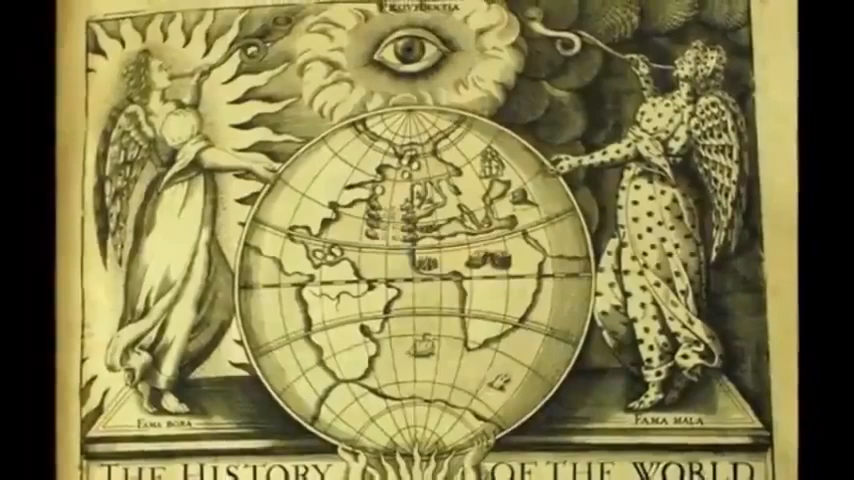 PROVIDENTIA
FAMA BONA
FAMA MALA
THE HISTORY OF THE WORLD